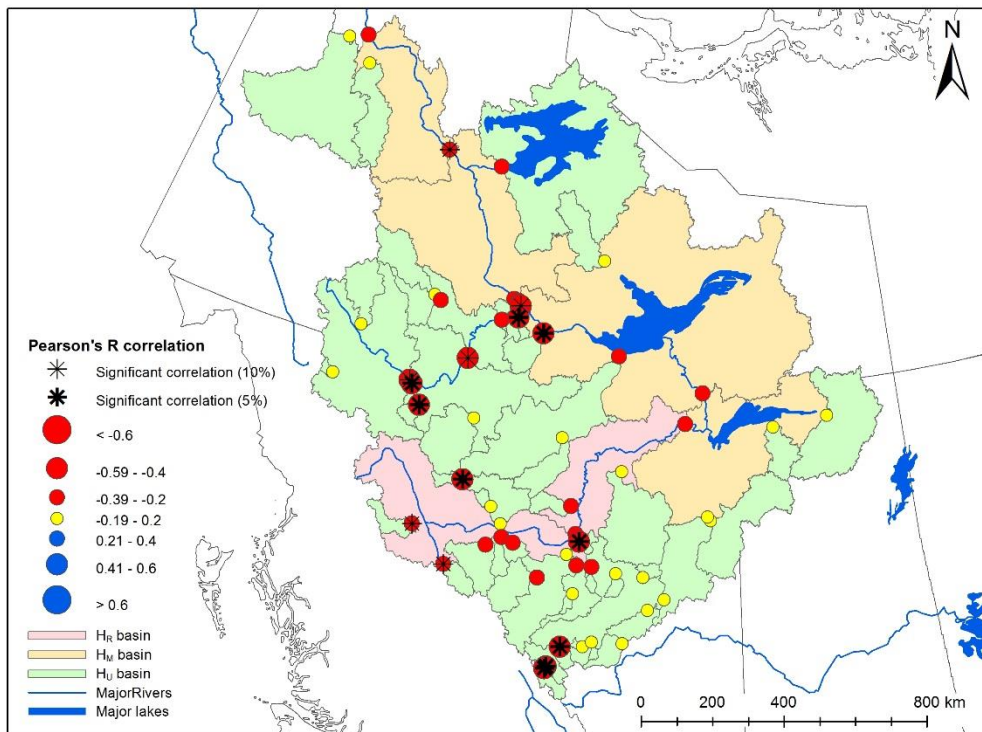 N
Pearson's R correlation
Significant correlation (10%)
Significant correlation (5%)
< -0.6
-0.59 - -0.4
-0.39 - -0.2
-0.19 - 0.2
0.21 - 0.4
0.41 - 0.6
> 0.6
HR basin
HM basin
HU basin
MajorRivers
Major lakes
0 200 400 600 800 km